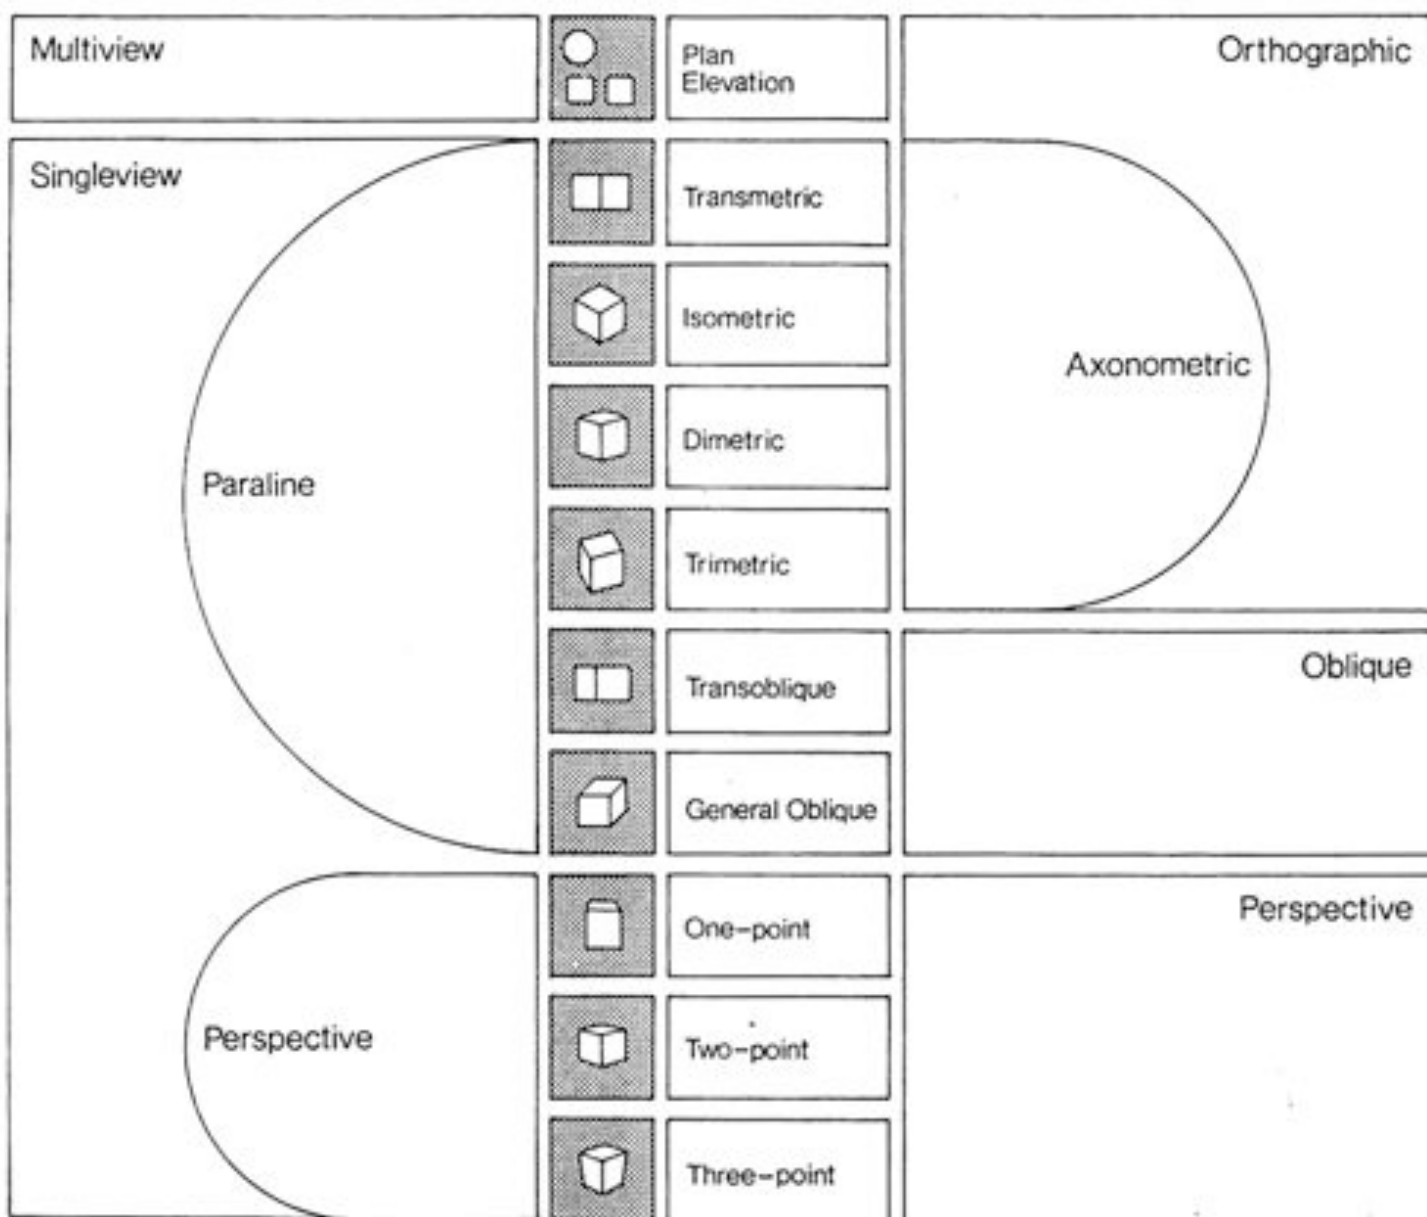 Multiview
Plan
Elevation
Orthographic
Singleview
Transmetric
Isometric
Axonometric
Dimetric
Paraline
Trimetric
Oblique
Transoblique
General Oblique
Perspective
One-point
Perspective
Two-point
Three-point